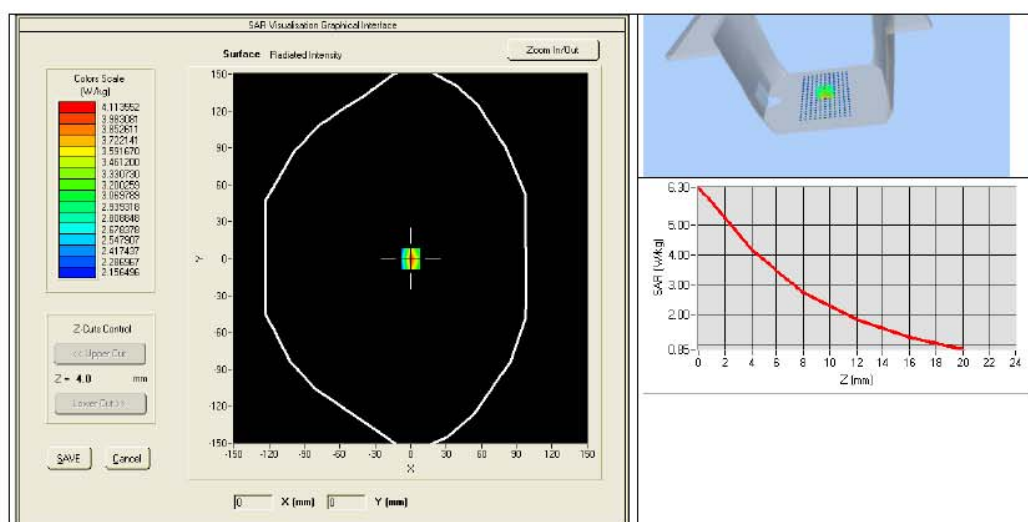 SAR Visualisation Graphical Interface
Surface Radiated Intensity
Zoom In/Out
Colors Scale
(W/kg)
4.113552
3.983081
3.852611
3.722141
3.591670
3.461200
3.330730
3.200259
3.069789
2.939318
2.808848
2.678378
2.547907
2.417437
2.286967
2.156496
Z-Cuts Control
<< Upper Cut
Z = 4.0 mm
Lower Cut >>
SAVE Cancel
150
120
90
60
30
0
-30
-60
-90
-120
-150
Y
-150 -120 -90 -60 -30 0 30 60 90 120 150
X
0 X (mm) 0 Y (mm)
6.30
5.00
4.00
3.00
2.00
0.85
SAR (W/kg)
0 2 4 6 8 10 12 14 16 18 20 22 24
Z (mm)